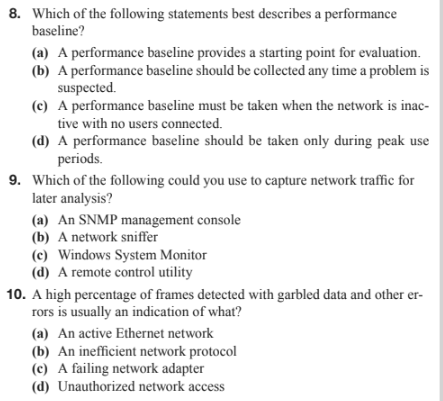 8. Which of the following statements best describes a performance
baseline?
(a) A performance baseline provides a starting point for evaluation.
(b) A performance baseline should be collected any time a problem is
suspected.
(c) A performance baseline must be taken when the network is inac-
tive with no users connected.
(d) A performance baseline should be taken only during peak use
periods.
9. Which of the following could you use to capture network traffic for
later analysis?
(a) An SNMP management console
(b) A network sniffer
(c) Windows System Monitor
(d) A remote control utility
10. A high percentage of frames detected with garbled data and other er-
rors is usually an indication of what?
(a) An active Ethernet network
(b) An inefficient network protocol
(c) A failing network adapter
(d) Unauthorized network access